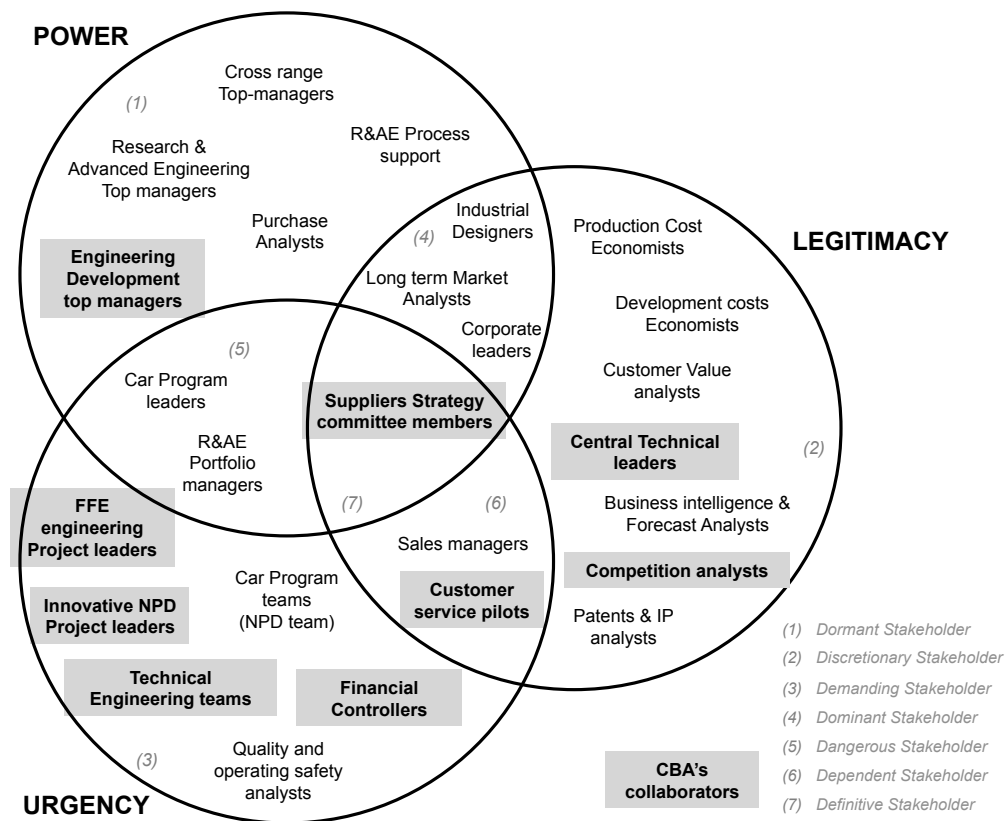 POWER
Cross range
Top-managers
(1)
R&AE Process
support
Research &
Advanced Engineering
Top managers
Industrial
Designers
Purchase
Analysts
(4)
Production Cost
Economists
LEGITIMACY
Engineering
Development
top managers
Long term Market
Analysts
Development costs
Economists
Corporate
leaders
(5)
Car Program
leaders
Customer Value
analysts
Suppliers Strategy
committee members
Central Technical
leaders
(2)
R&AE
Portfolio
managers
(7)
(6)
FFE
engineering
Project leaders
Business intelligence &
Forecast Analysts
Sales managers
Competition analysts
Car Program
teams
(NPD team)
Customer
service pilots
Innovative NPD
Project leaders
Patents & IP
analysts
Technical
Engineering teams
Financial
Controllers
(3)
Quality and
operating safety
analysts
URGENCY
CBA's
collaborators
(1) Dormant Stakeholder
(2) Discretionary Stakeholder
(3) Demanding Stakeholder
(4) Dominant Stakeholder
(5) Dangerous Stakeholder
(6) Dependent Stakeholder
(7) Definitive Stakeholder